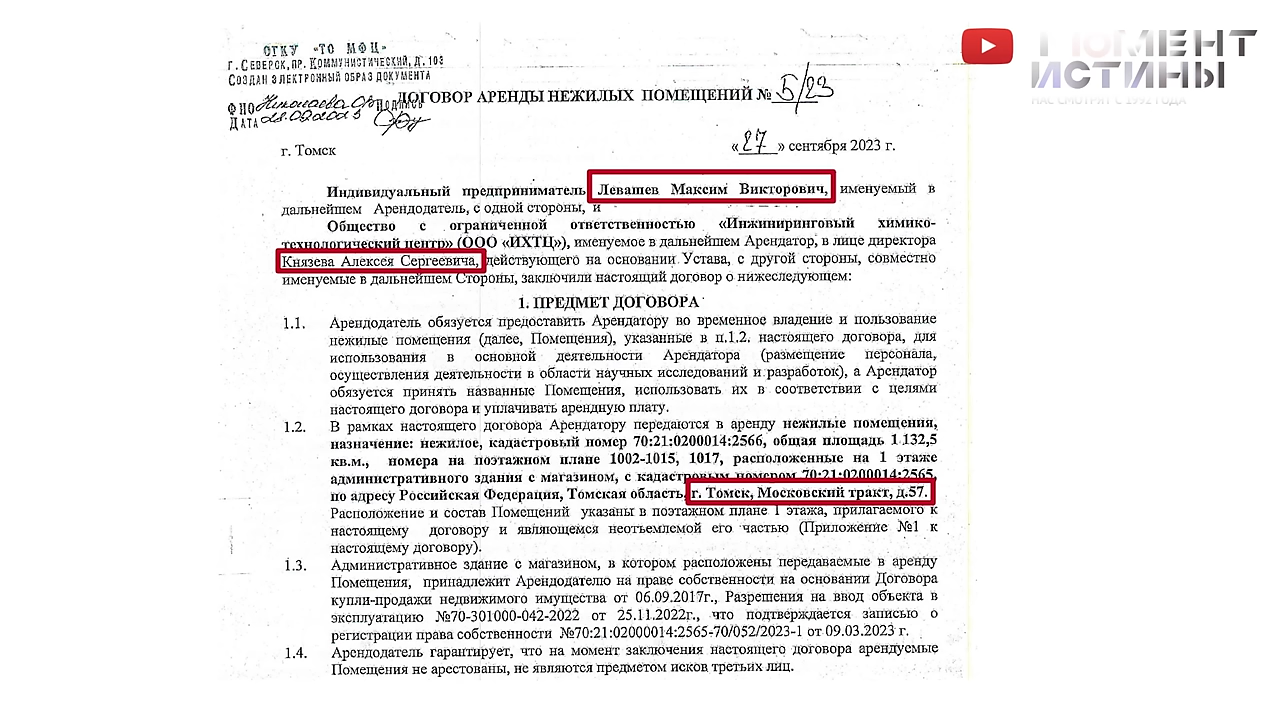 ОГКУ "ТО МФЦ"
г. Северск, пр. Коммунистический, д. 103
Создан электронный образ документа
ФИО Николаева О.А. Подпись
Дата 28.09.2023
ДОГОВОР АРЕНДЫ НЕЖИЛЫХ ПОМЕЩЕНИЙ № 5/23
г. Томск
«27» сентября 2023 г.
Индивидуальный предприниматель Левашев Максим Викторович, именуемый в
дальнейшем Арендодатель, с одной стороны, и
Общество с ограниченной ответственностью «Инжиниринговый химико-
технологический центр» (ООО «ИХТЦ»), именуемое в дальнейшем Арендатор, в лице директора
Князева Алексея Сергеевича, действующего на основании Устава, с другой стороны, совместно
именуемые в дальнейшем Стороны, заключили настоящий договор о нижеследующем:
1. ПРЕДМЕТ ДОГОВОРА
1.1. Арендодатель обязуется предоставить Арендатору во временное владение и пользование
нежилые помещения (далее, Помещения), указанные в п.1.2. настоящего договора, для
использования в основной деятельности Арендатора (размещение персонала,
осуществления деятельности в области научных исследований и разработок), а Арендатор
обязуется принять названные Помещения, использовать их в соответствии с целями
настоящего договора и уплачивать арендную плату.
1.2. В рамках настоящего договора Арендатору передаются в аренду нежилые помещения,
назначение: нежилое, кадастровый номер 70:21:0200014:2566, общая площадь 1 132,5
кв.м., номера на поэтажном плане 1002-1015, 1017, расположенные на 1 этаже
административного здания с магазином, с кадастровым номером 70:21:0200014:2565,
по адресу Российская Федерация, Томская область, г. Томск, Московский тракт, д.57.
Расположение и состав Помещений указаны в поэтажном плане 1 этажа, прилагаемого к
настоящему договору и являющемся неотъемлемой его частью (Приложение №1 к
настоящему договору).
1.3. Административное здание с магазином, в котором расположены передаваемые в аренду
Помещения, принадлежит Арендодателю на праве собственности на основании Договора
купли-продажи недвижимого имущества от 06.09.2017г., Разрешения на ввод объекта в
эксплуатацию №70-301000-042-2022 от 25.11.2022г., что подтверждается записью о
регистрации права собственности №70:21:02000014:2565-70/052/2023-1 от 09.03.2023 г.
1.4. Арендодатель гарантирует, что на момент заключения настоящего договора арендуемые
Помещения не арестованы, не являются предметом исков третьих лиц.
МОМЕНТ
ИСТИНЫ
НАС СМОТРЯТ С 1992 ГОДА